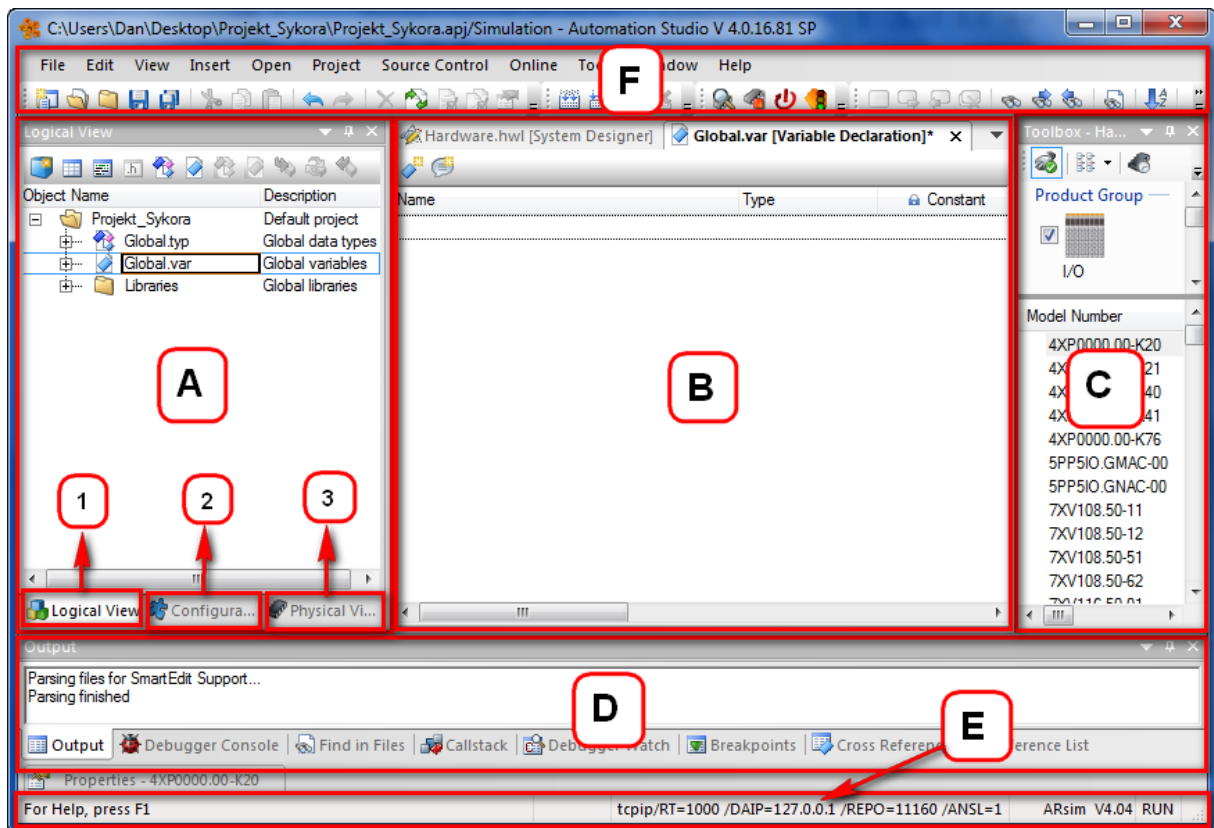 C:\Users\Dan\Desktop\Projekt_Sykora\Projekt_Sykora.apj/Simulation - Automation Studio V 4.0.16.81 SP
File Edit View Insert Open Project Source Control Online Help
F
Logical View
Hardware.hwl [System Designer] Global.var [Variable Declaration]*
Toolbox - Ha...
Object Name Description
Name Type Constant
Product Group
Projekt_Sykora Default project
Global.typ Global data types
Global.var Global variables
Libraries Global libraries
I/O
Model Number
4XP0000.00-K20
4XP0000.00-K76
5PP5IO.GMAC-00
5PP5IO.GNAC-00
7XV108.50-11
7XV108.50-12
7XV108.50-51
7XV108.50-62
A
B
C
1
2
3
Logical View Configura... Physical Vi...
Output
Parsing files for SmartEdit Support...
Parsing finished
D
E
Output Debugger Console Find in Files Callstack Breakpoints Cross
Properties - 4XP0000.00-K20
For Help, press F1 tcpip/RT=1000 /DAIP=127.0.0.1 /REPO=11160 /ANSL=1 ARsim V4.04 RUN